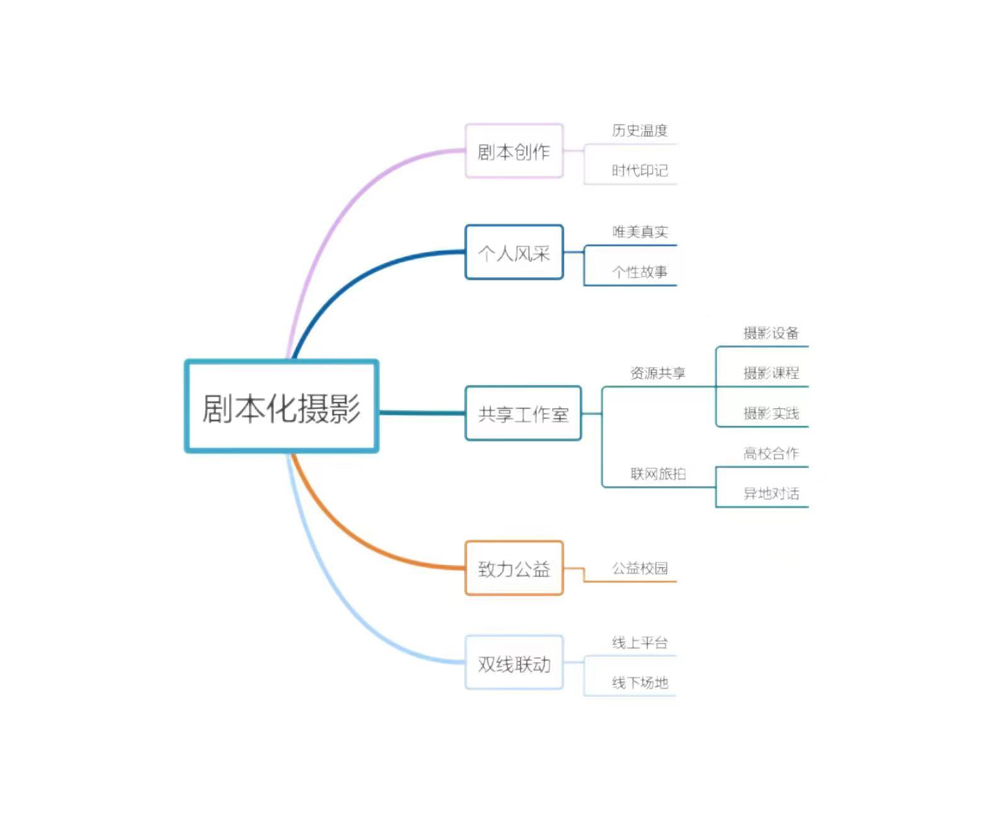 剧本化摄影
剧本创作
历史温度
时代印记
个人风采
唯美真实
个性故事
共享工作室
资源共享
摄影设备
摄影课程
摄影实践
联网旅拍
高校合作
异地对话
致力公益
公益校园
双线联动
线上平台
线下场地